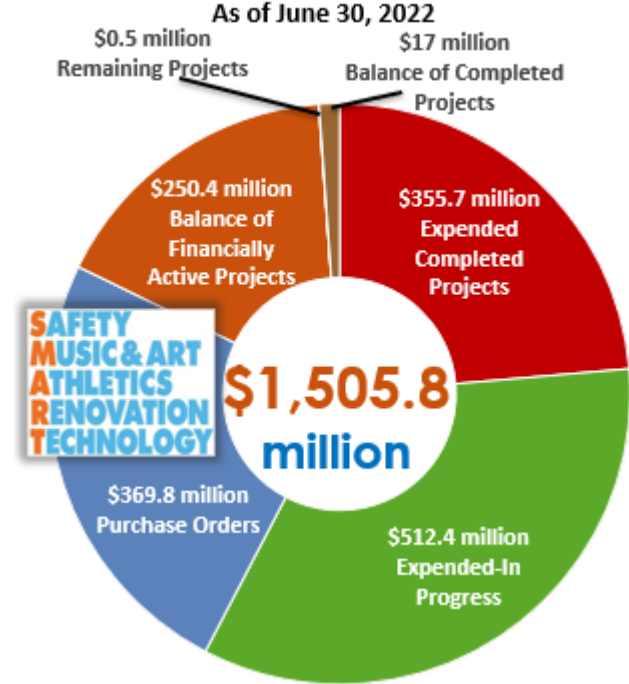 As of June 30, 2022
$0.5 million
Remaining Projects
$17 million
Balance of Completed
Projects
$250.4 million
Balance of
Financially
Active Projects
$355.7 million
Expended
Completed
Projects
SAFETY
MUSIC & ART
ATHLETICS
RENOVATION
TECHNOLOGY
$1,505.8
million
$369.8 million
Purchase Orders
$512.4 million
Expended-In
Progress